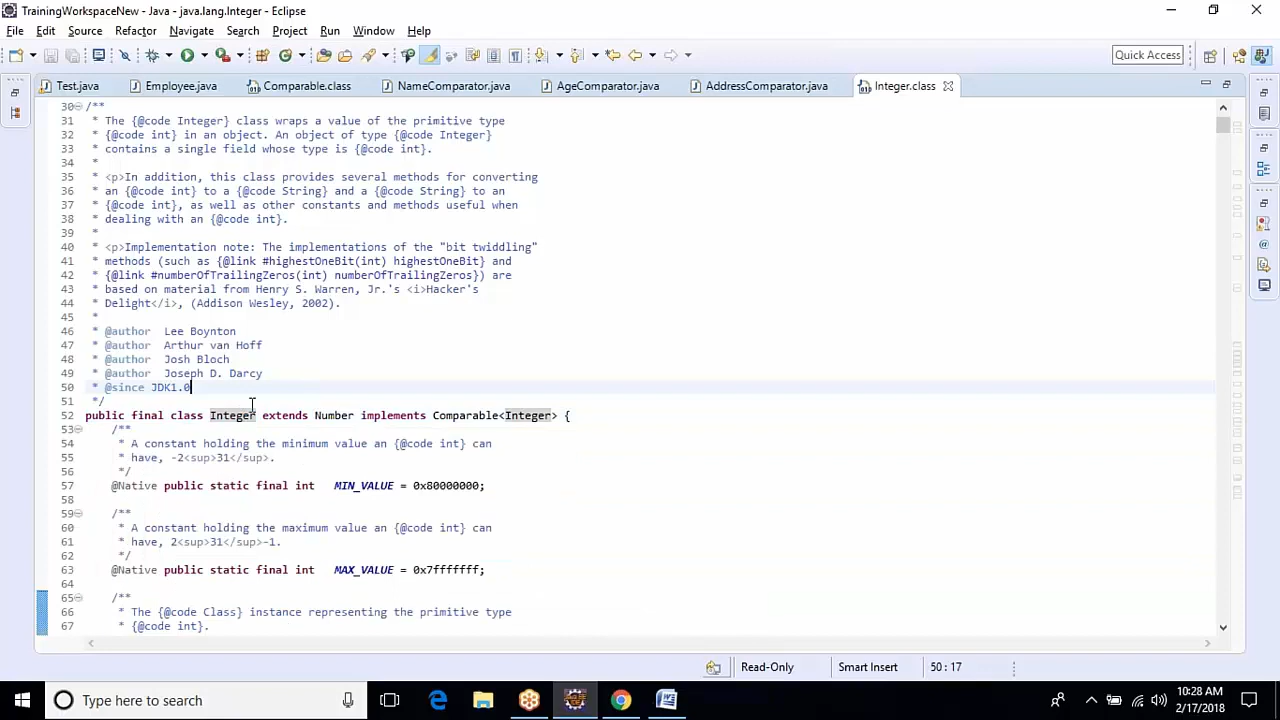 TrainingWorkspaceNew - Java - java.lang.Integer - Eclipse
File Edit Source Refactor Navigate Search Project Run Window Help
Quick Access
Test.java Employee.java Comparable.class NameComparator.java AgeComparator.java AddressComparator.java Integer.class
30 /**
31 * The {@code Integer} class wraps a value of the primitive type
32 * {@code int} in an object. An object of type {@code Integer}
33 * contains a single field whose type is {@code int}.
34 *
35 * <p>In addition, this class provides several methods for converting
36 * an {@code int} to a {@code String} and a {@code String} to an
37 * {@code int}, as well as other constants and methods useful when
38 * dealing with an {@code int}.
39 *
40 * <p>Implementation note: The implementations of the "bit twiddling"
41 * methods (such as {@link #highestOneBit(int) highestOneBit} and
42 * {@link #numberOfTrailingZeros(int) numberOfTrailingZeros}) are
43 * based on material from Henry S. Warren, Jr.'s <i>Hacker's
44 * Delight</i>, (Addison Wesley, 2002).
45 *
46 * @author Lee Boynton
47 * @author Arthur van Hoff
48 * @author Josh Bloch
49 * @author Joseph D. Darcy
50 * @since JDK1.0
51 */
52 public final class Integer extends Number implements Comparable<Integer> {
53 /**
54 * A constant holding the minimum value an {@code int} can
55 * have, -2<sup>31</sup>.
56 */
57 @Native public static final int MIN_VALUE = 0x80000000;
58
59 /**
60 * A constant holding the maximum value an {@code int} can
61 * have, 2<sup>31</sup>-1.
62 */
63 @Native public static final int MAX_VALUE = 0x7fffffff;
64
65 /**
66 * The {@code Class} instance representing the primitive type
67 * {@code int}.
Read-Only Smart Insert 50 : 17
Type here to search
10:28 AM
2/17/2018